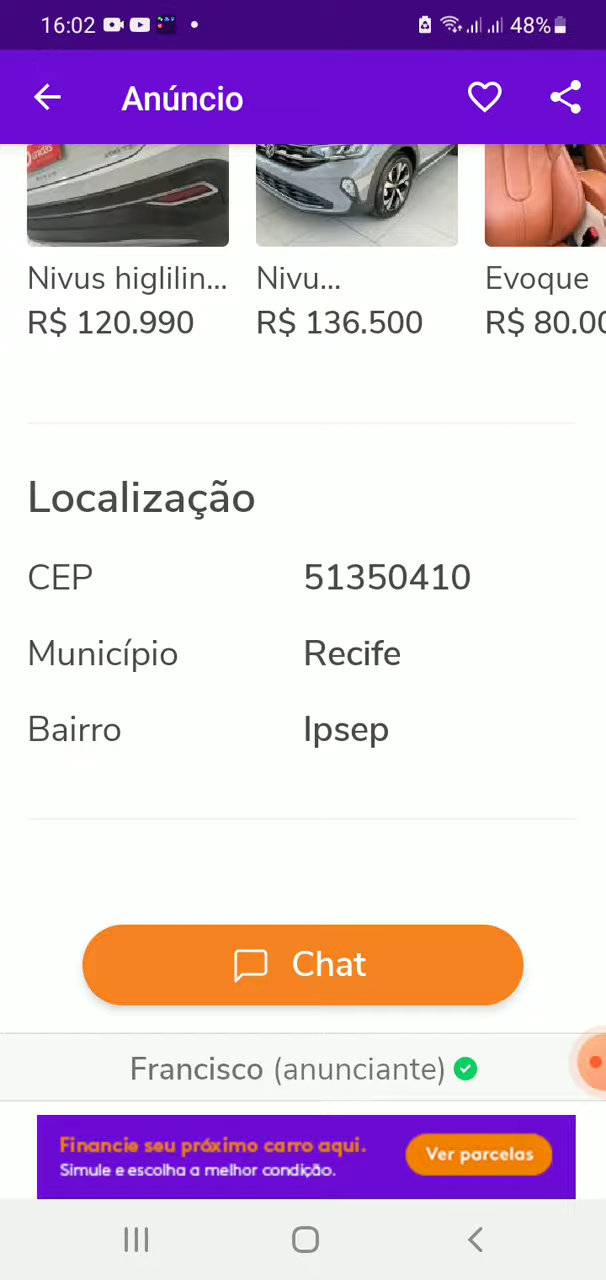 16:02
48%
Anúncio
Nivus higlilin... Nivu... Evoque
R$ 120.990 R$ 136.500 R$ 80.00
Localização
CEP 51350410
Município Recife
Bairro Ipsep
Chat
Francisco (anunciante)
Financie seu próximo carro aqui.
Simule e escolha a melhor condição.
Ver parcelas